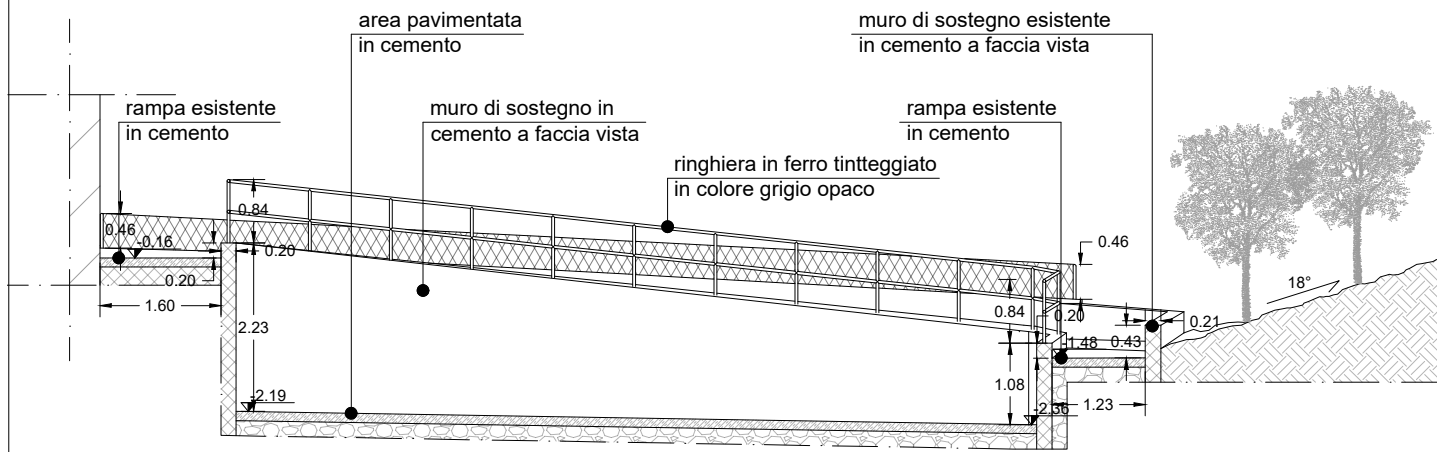 area pavimentata
in cemento
muro di sostegno esistente
in cemento a faccia vista
rampa esistente
in cemento
muro di sostegno in
cemento a faccia vista
rampa esistente
in cemento
ringhiera in ferro tintteggiato
in colore grigio opaco
0.84
0.46
-0.16
0.20
0.20
1.60
2.23
-2.19
0.46
18°
0.84
0.20
0.21
-1.48
0.43
1.08
-2.36
1.23